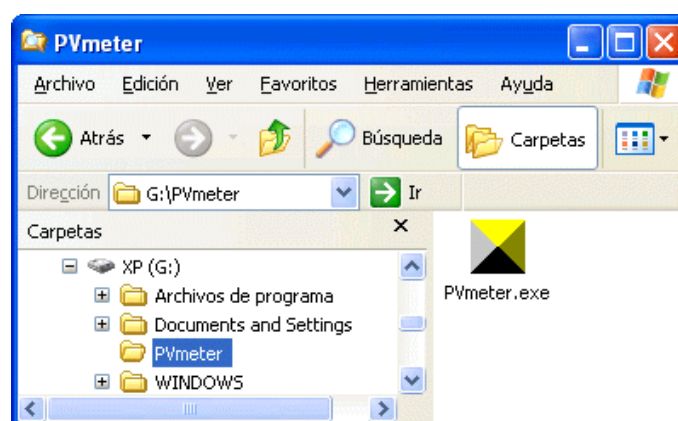 PVmeter
Archivo Edición Ver Favoritos Herramientas Ayuda
Atrás Búsqueda Carpetas
Dirección G:\PVmeter Ir
Carpetas
XP (G:)
Archivos de programa
Documents and Settings
PVmeter
WINDOWS
PVmeter.exe